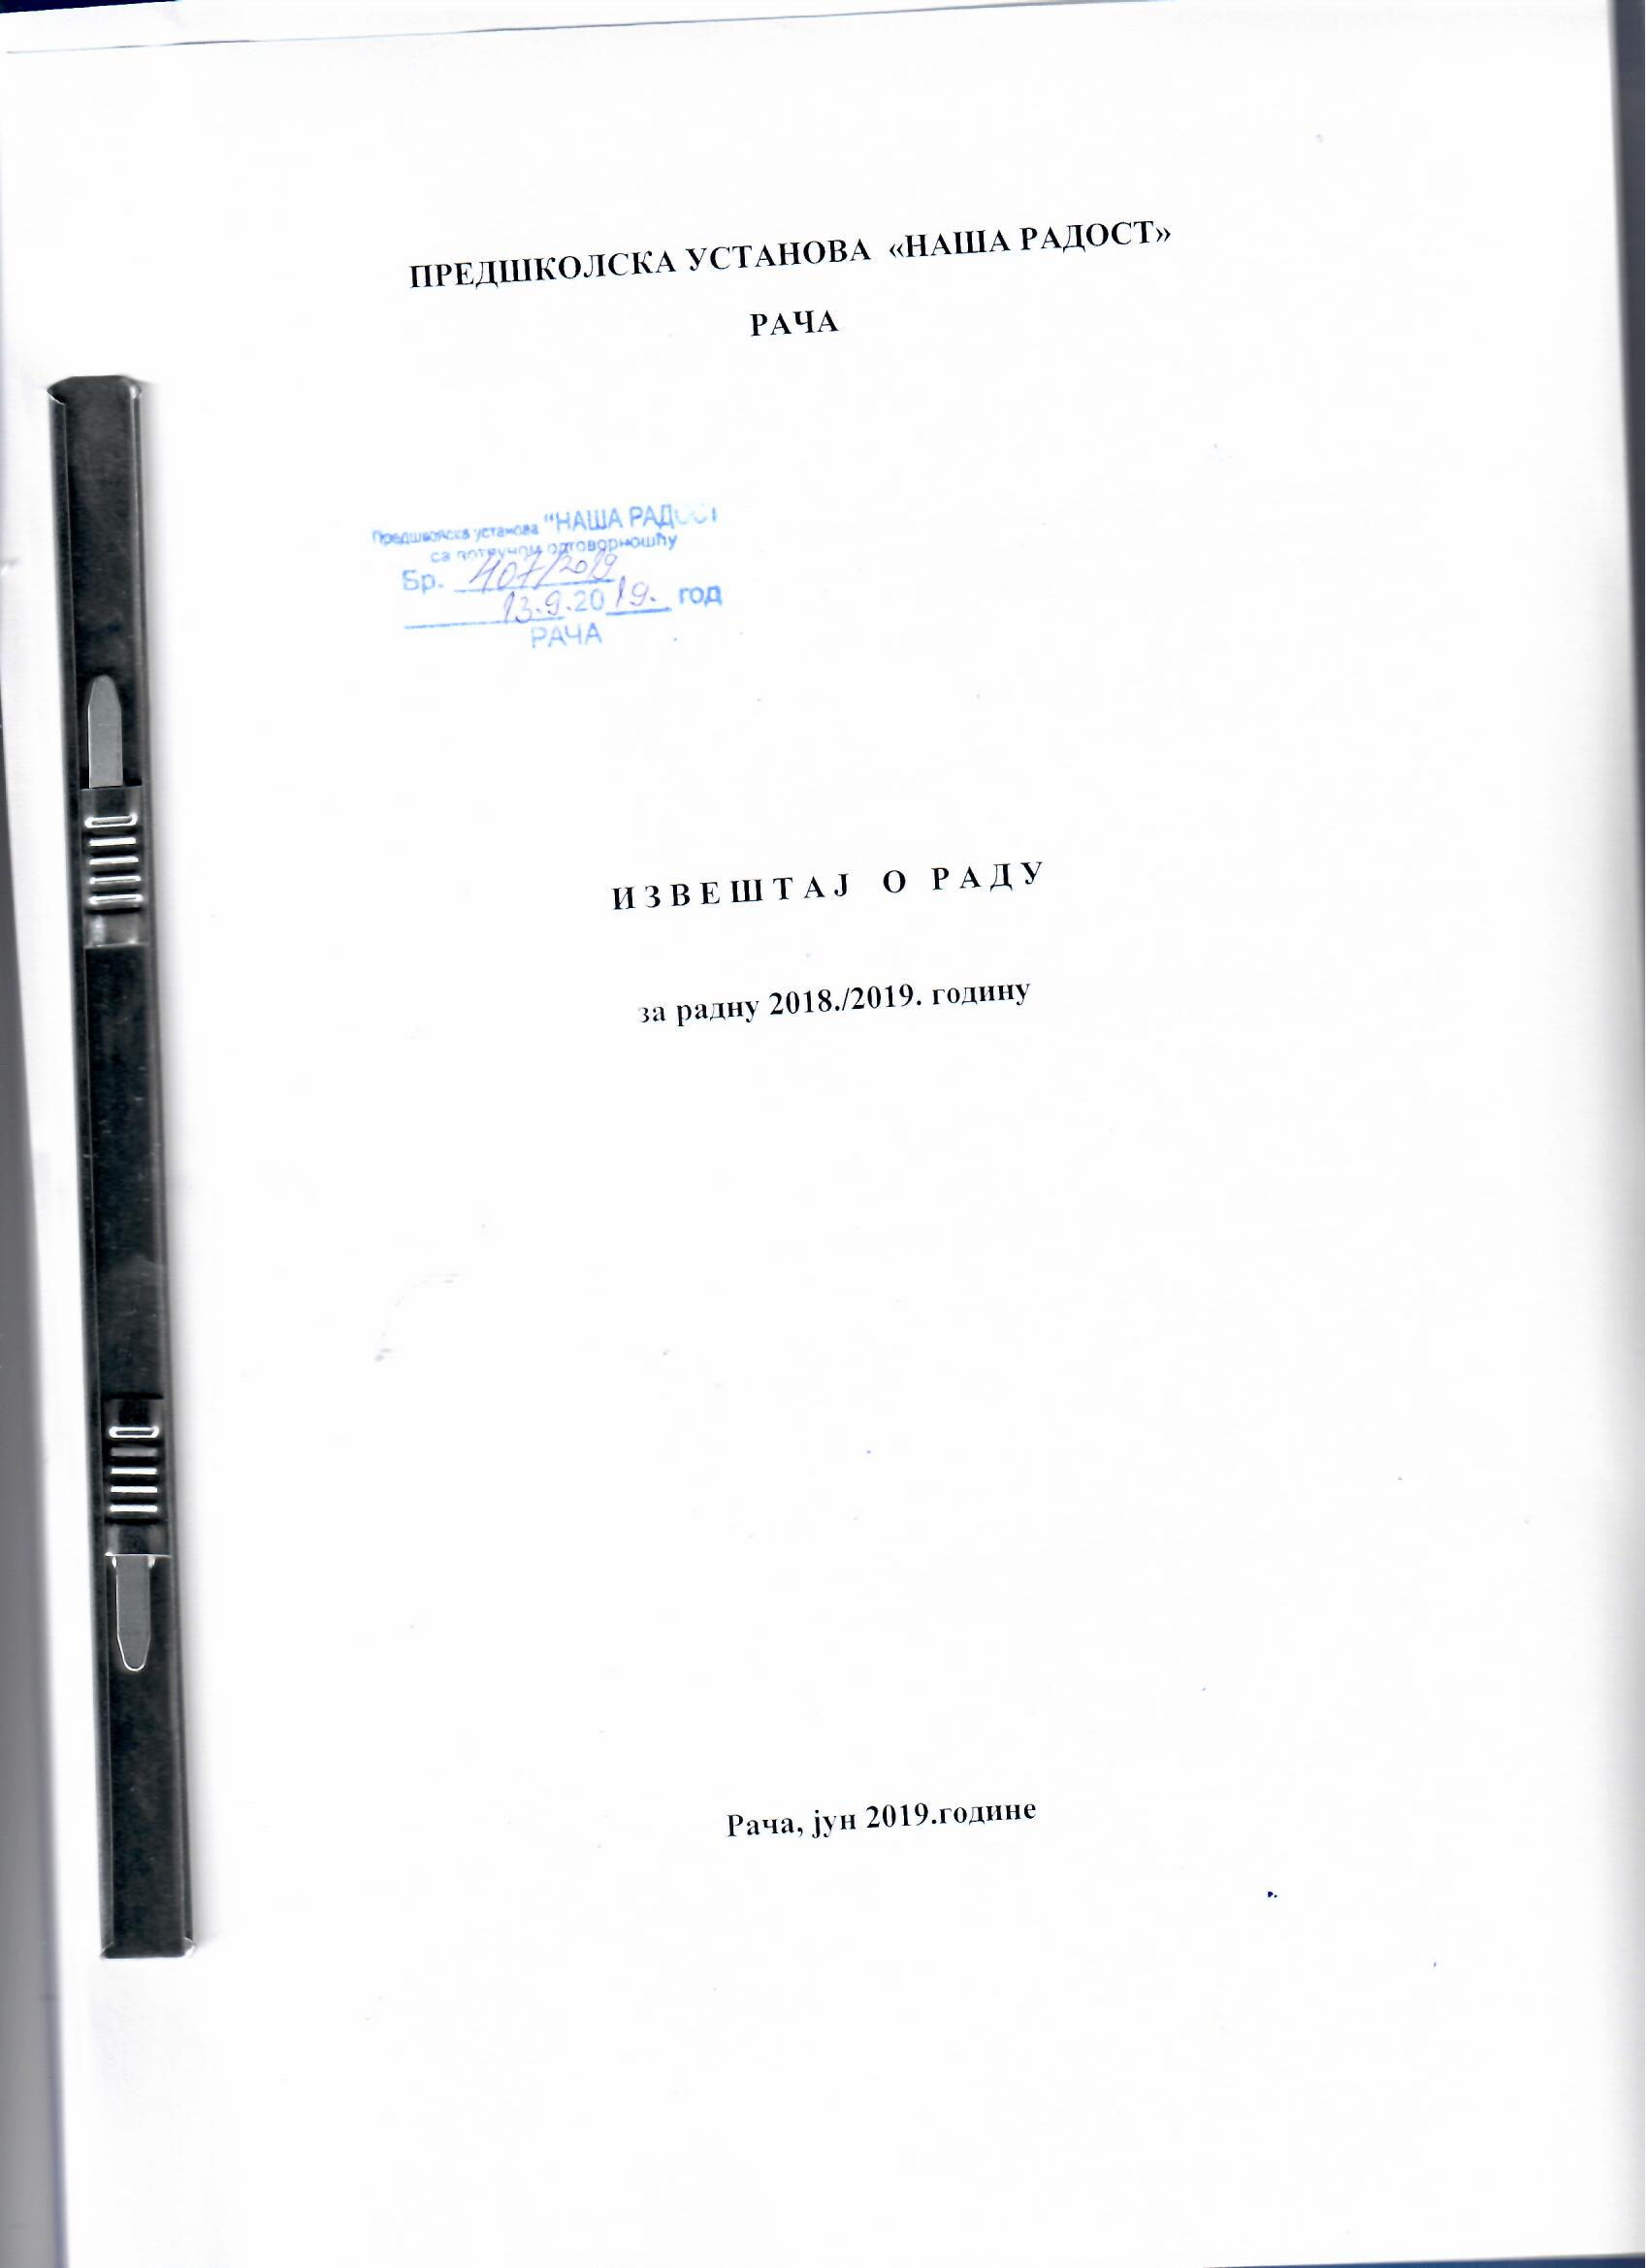 ПРЕДШКОЛСКА УСТАНОВА «НАША РАДОСТ»
РАЧА
Предшколска установа "НАША РАДОСТ
са потпуном одговорношћу
Бр. 407/2019
13.9.2019. год
РАЧА
И З В Е Ш Т А Ј О Р А Д У
за радну 2018./2019. годину
Рача, јун 2019.године